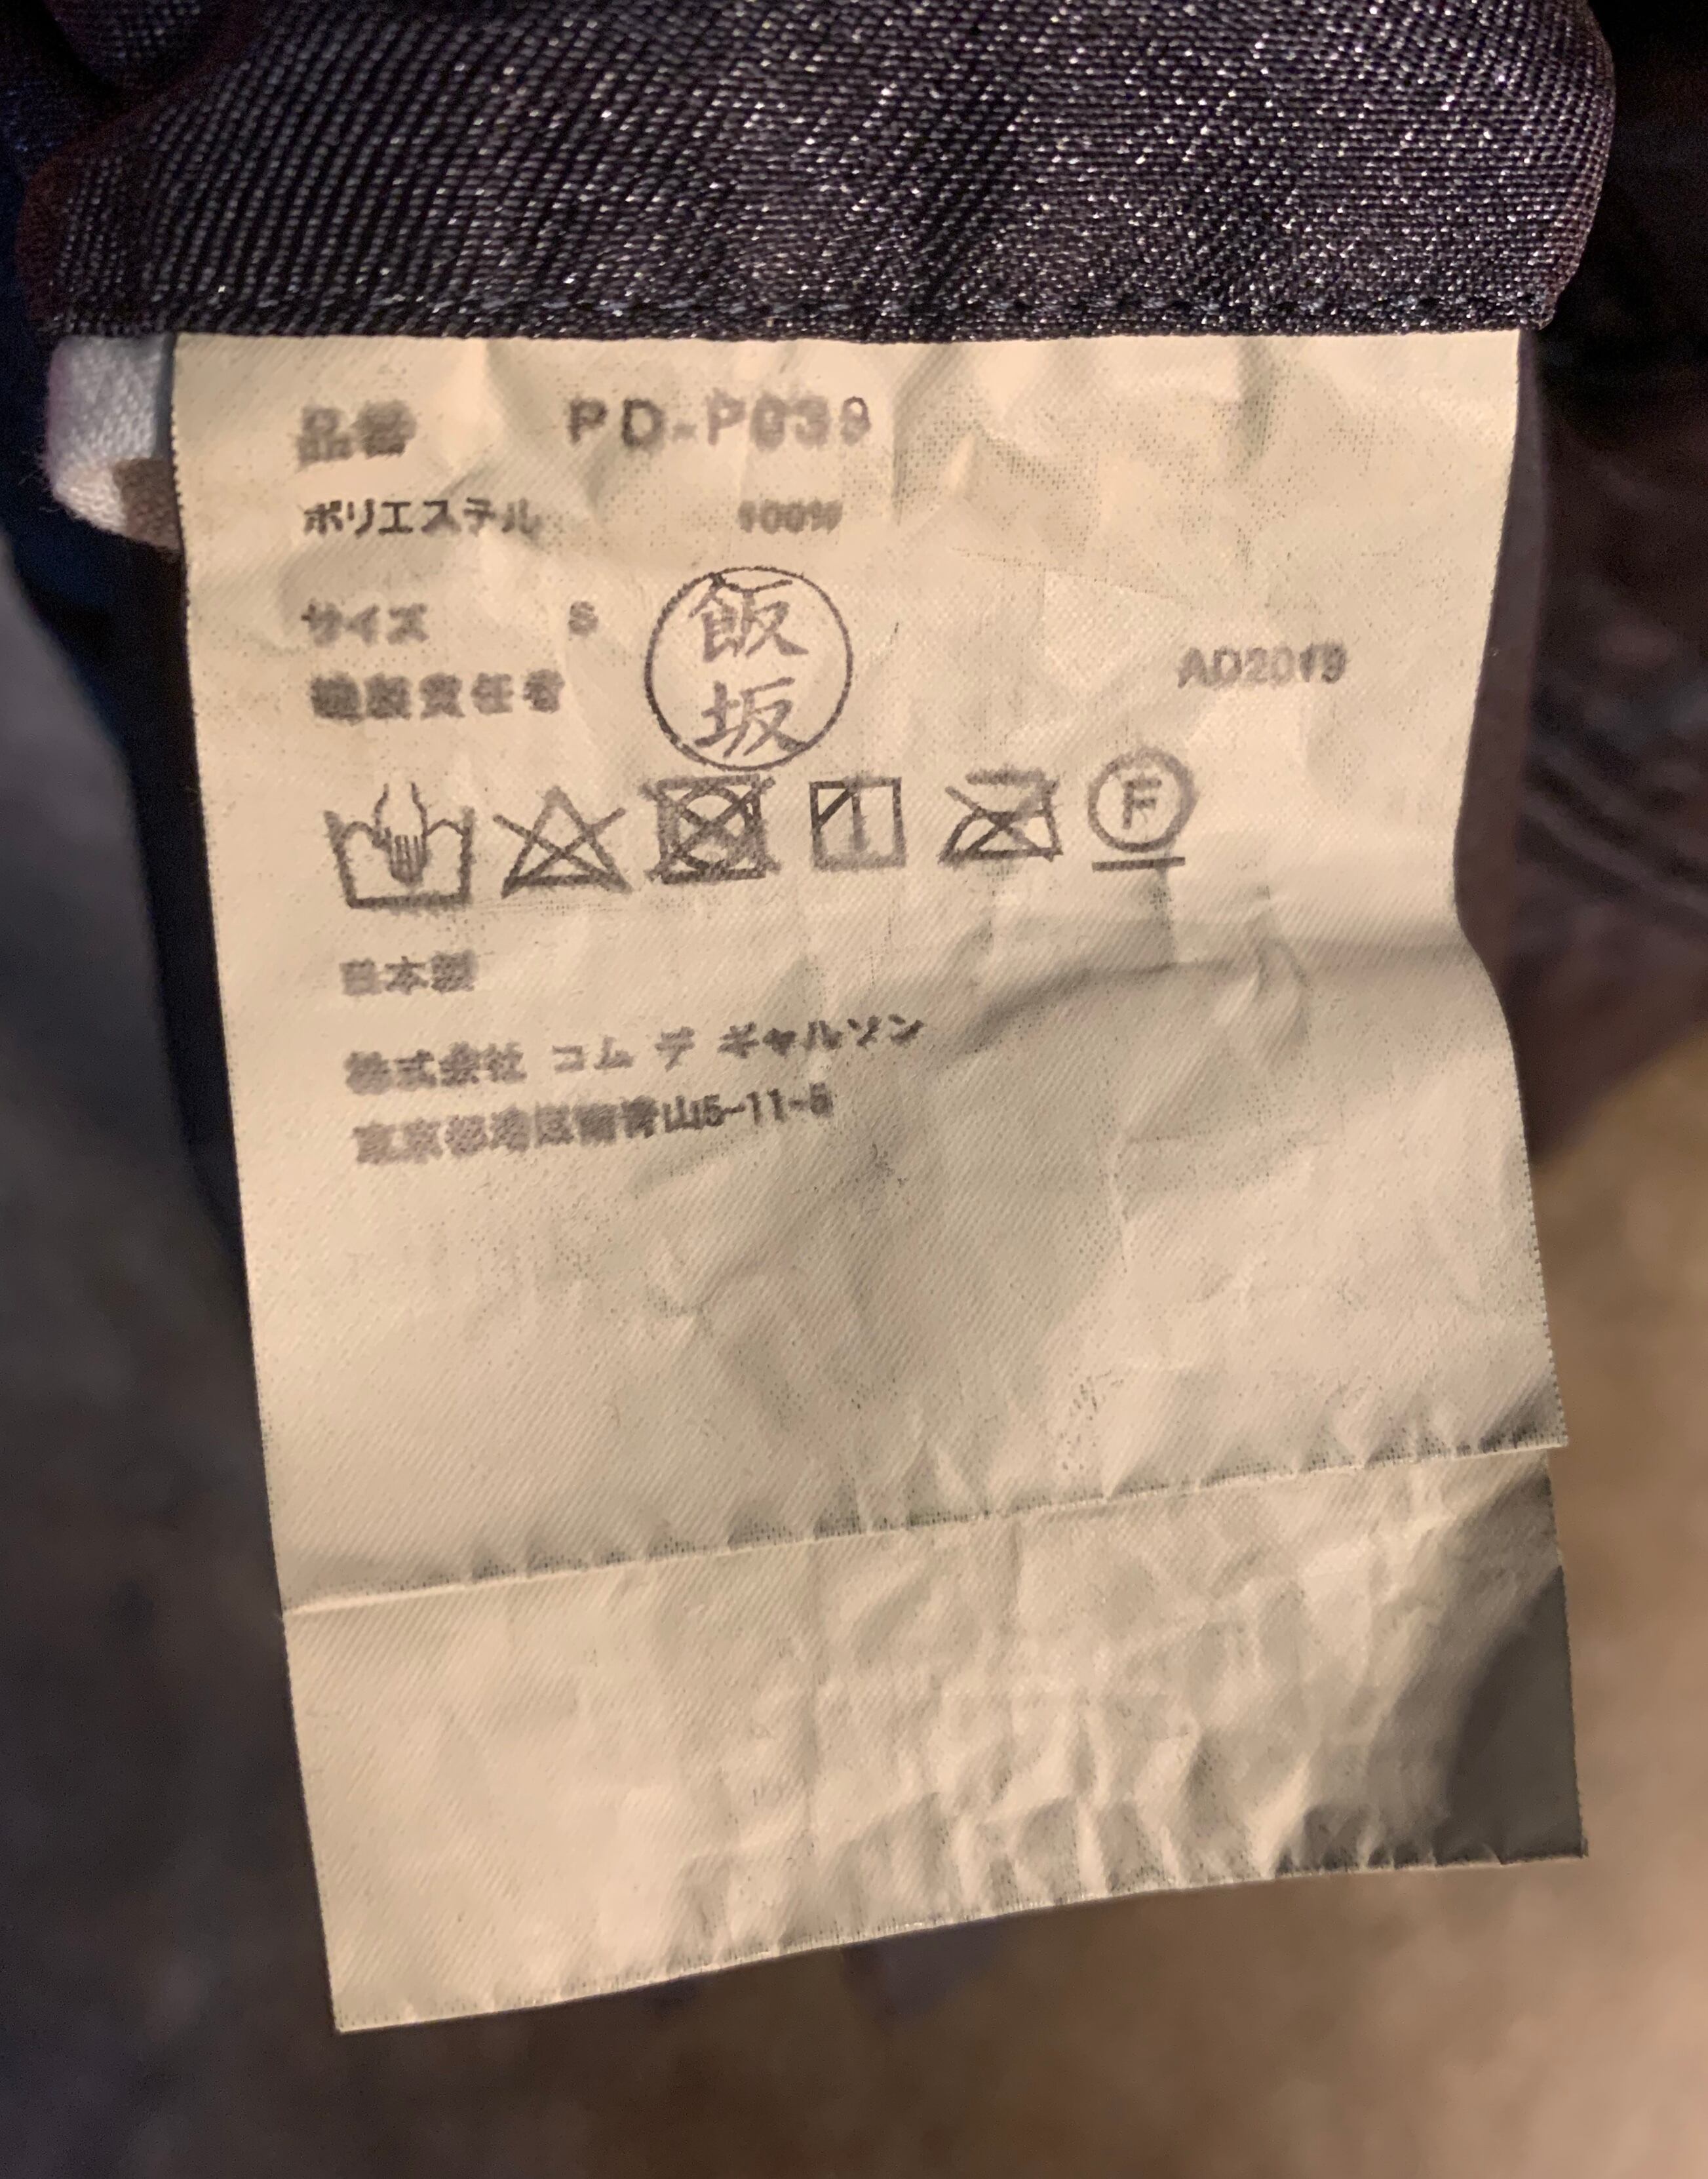 品番 PD-P039
ポリエステル 100%
サイズ S
縫製責任者 飯坂
AD2019
F
日本製
株式会社 コム デ ギャルソン
東京都港区南青山5-11-5